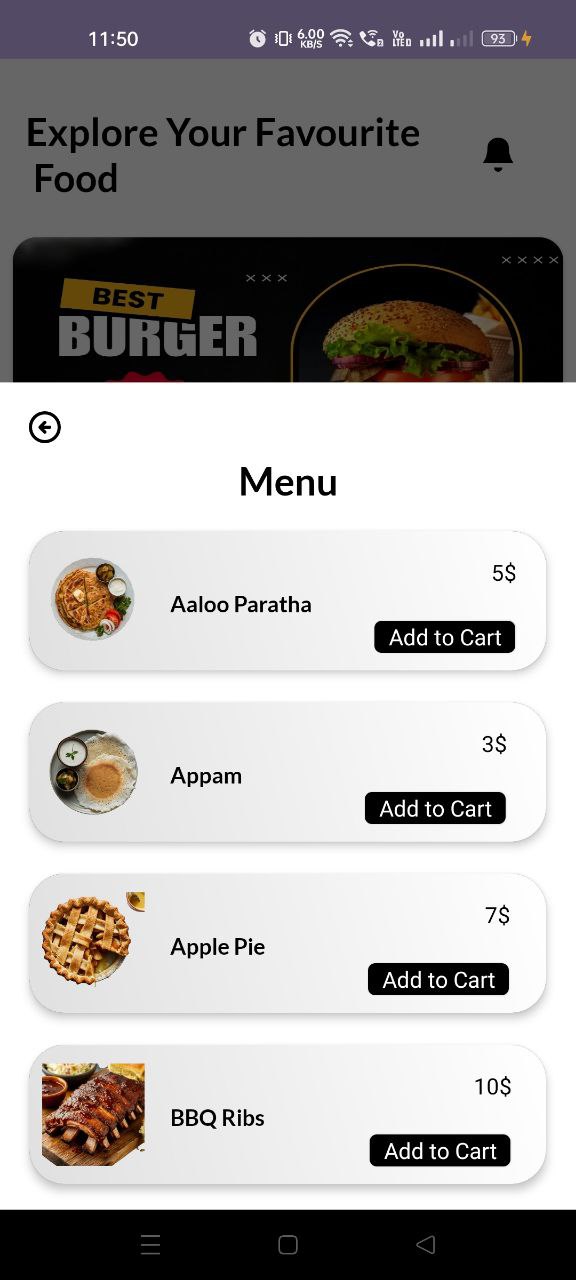 11:50
6.00
KB/S
Vo
LTE
93
Explore Your Favourite
Food
BEST
BURGER
Menu
5$
Aaloo Paratha
Add to Cart
3$
Appam
Add to Cart
7$
Apple Pie
Add to Cart
10$
BBQ Ribs
Add to Cart